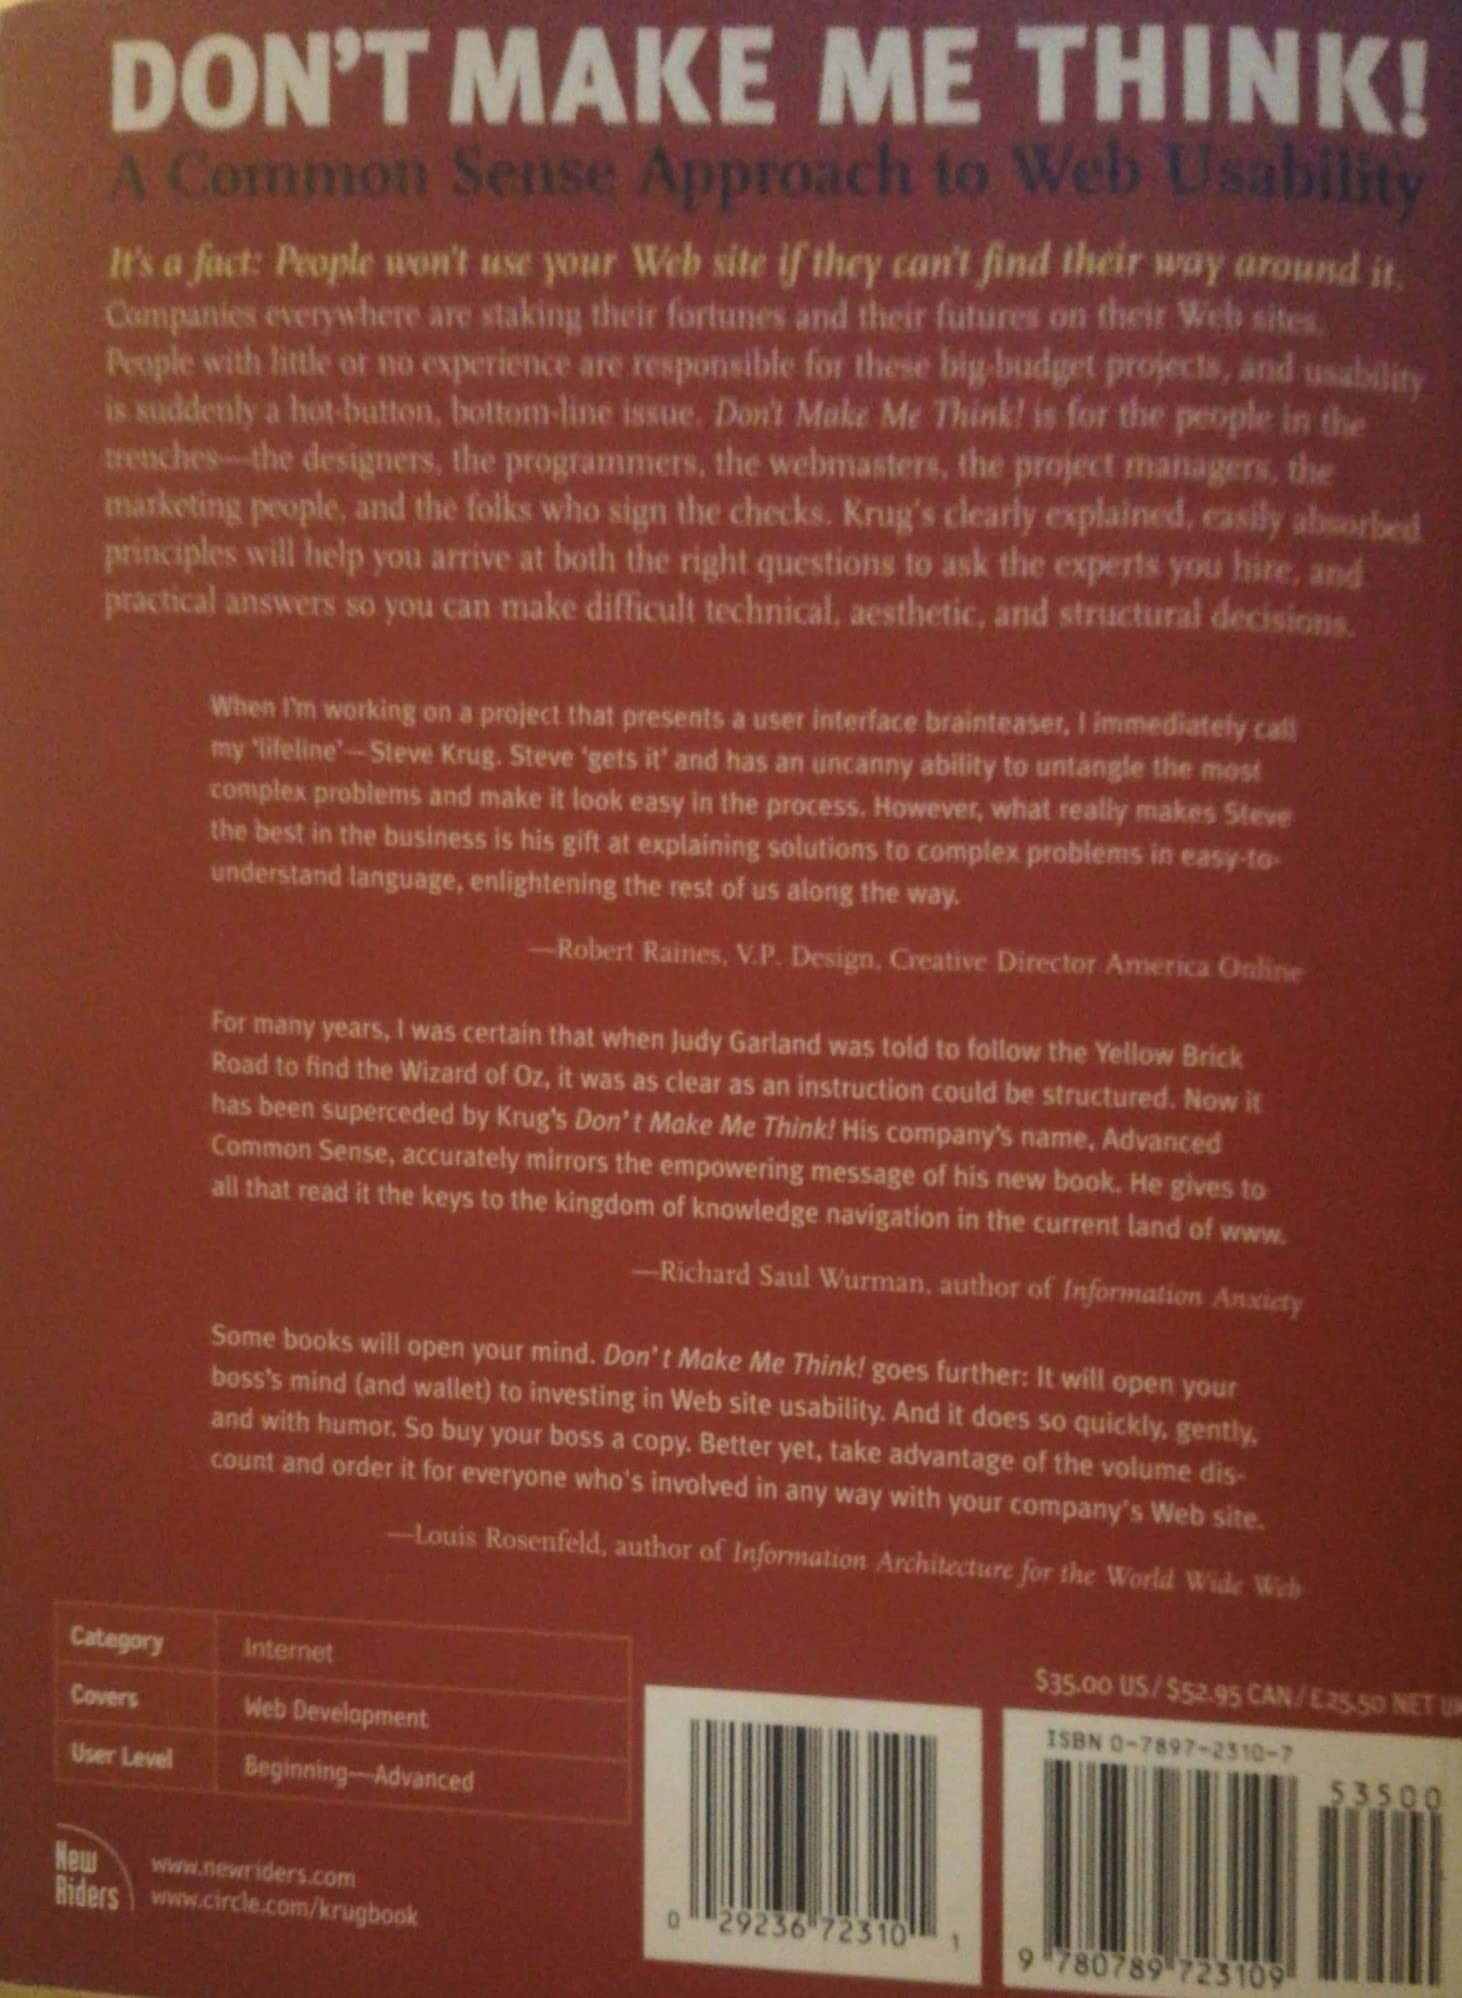 DON'T MAKE ME THINK!
A Common Sense Approach to Web Usability
It's a fact: People won't use your Web site if they can't find their way around it.
Companies everywhere are staking their fortunes and their futures on their Web sites.
People with little or no experience are responsible for these big-budget projects, and usability
is suddenly a hot-button, bottom-line issue. Don't Make Me Think! is for the people in the
trenches—the designers, the programmers, the webmasters, the project managers, the
marketing people, and the folks who sign the checks. Krug's clearly explained, easily absorbed
principles will help you arrive at both the right questions to ask the experts you hire, and
practical answers so you can make difficult technical, aesthetic, and structural decisions.
When I'm working on a project that presents a user interface brainteaser, I immediately call
my 'lifeline'—Steve Krug. Steve 'gets it' and has an uncanny ability to untangle the most
complex problems and make it look easy in the process. However, what really makes Steve
the best in the business is his gift at explaining solutions to complex problems in easy-to-
understand language, enlightening the rest of us along the way.
—Robert Raines, V.P. Design, Creative Director America Online
For many years, I was certain that when Judy Garland was told to follow the Yellow Brick
Road to find the Wizard of Oz, it was as clear as an instruction could be structured. Now it
has been superceded by Krug's Don't Make Me Think! His company's name, Advanced
Common Sense, accurately mirrors the empowering message of his new book. He gives to
all that read it the keys to the kingdom of knowledge navigation in the current land of www.
—Richard Saul Wurman, author of Information Anxiety
Some books will open your mind. Don't Make Me Think! goes further: It will open your
boss's mind (and wallet) to investing in Web site usability. And it does so quickly, gently,
and with humor. So buy your boss a copy. Better yet, take advantage of the volume dis-
count and order it for everyone who's involved in any way with your company's Web site.
—Louis Rosenfeld, author of Information Architecture for the World Wide Web
Category Internet
Covers Web Development
User Level Beginning—Advanced
New
Riders
www.newriders.com
www.circle.com/krugbook
0 29236 72310 1
$35.00 US/$52.95 CAN/£25.50 NET UK
ISBN 0-7897-2310-7
53500
9 780789 723109